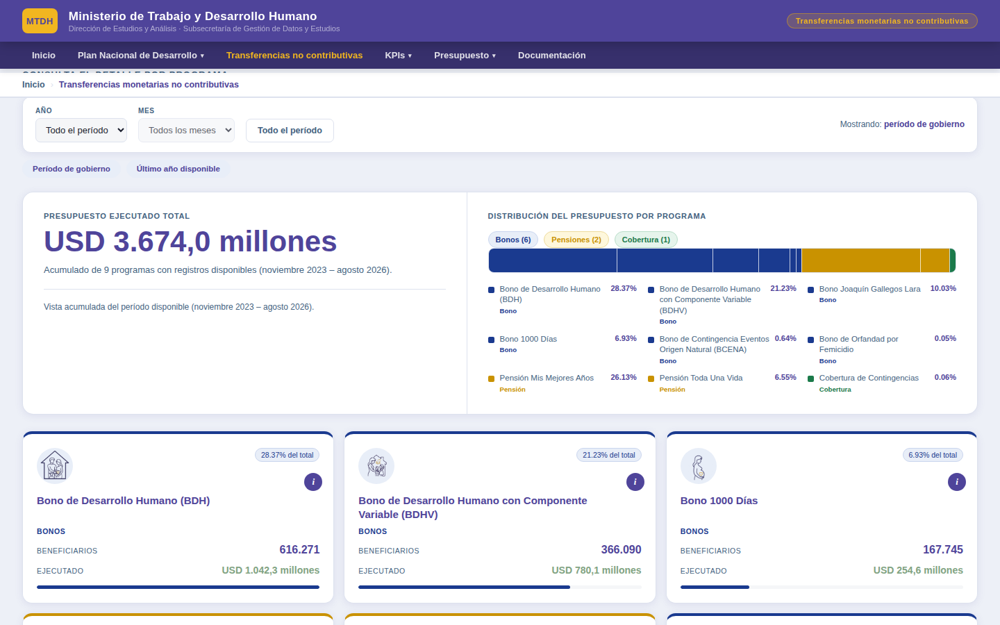 MTDH
Ministerio de Trabajo y Desarrollo Humano
Dirección de Estudios y Análisis · Subsecretaría de Gestión de Datos y Estudios
Transferencias monetarias no contributivas
Inicio
Plan Nacional de Desarrollo ▾
Transferencias no contributivas
KPIs ▾
Presupuesto ▾
Documentación
CONSULTA EL DETALLE POR PROGRAMA
Inicio › Transferencias monetarias no contributivas
AÑO
MES
Todo el período
Todos los meses
Todo el período
Mostrando: período de gobierno
Período de gobierno
Último año disponible
PRESUPUESTO EJECUTADO TOTAL
USD 3.674,0 millones
Acumulado de 9 programas con registros disponibles (noviembre 2023 – agosto 2026).
Vista acumulada del período disponible (noviembre 2023 – agosto 2026).
DISTRIBUCIÓN DEL PRESUPUESTO POR PROGRAMA
Bonos (6)
Pensiones (2)
Cobertura (1)
Bono de Desarrollo Humano
(BDH)
Bono
28.37%
Bono de Desarrollo Humano
con Componente Variable
(BDHV)
Bono
21.23%
Bono Joaquín Gallegos Lara
Bono
10.03%
Bono 1000 Días
Bono
6.93%
Bono de Contingencia Eventos
Origen Natural (BCENA)
Bono
0.64%
Bono de Orfandad por
Femicidio
Bono
0.05%
Pensión Mis Mejores Años
Pensión
26.13%
Pensión Toda Una Vida
Pensión
6.55%
Cobertura de Contingencias
Cobertura
0.06%
28.37% del total
i
Bono de Desarrollo Humano (BDH)
BONOS
BENEFICIARIOS
616.271
EJECUTADO
USD 1.042,3 millones
21.23% del total
i
Bono de Desarrollo Humano con Componente
Variable (BDHV)
BONOS
BENEFICIARIOS
366.090
EJECUTADO
USD 780,1 millones
6.93% del total
i
Bono 1000 Días
BONOS
BENEFICIARIOS
167.745
EJECUTADO
USD 254,6 millones